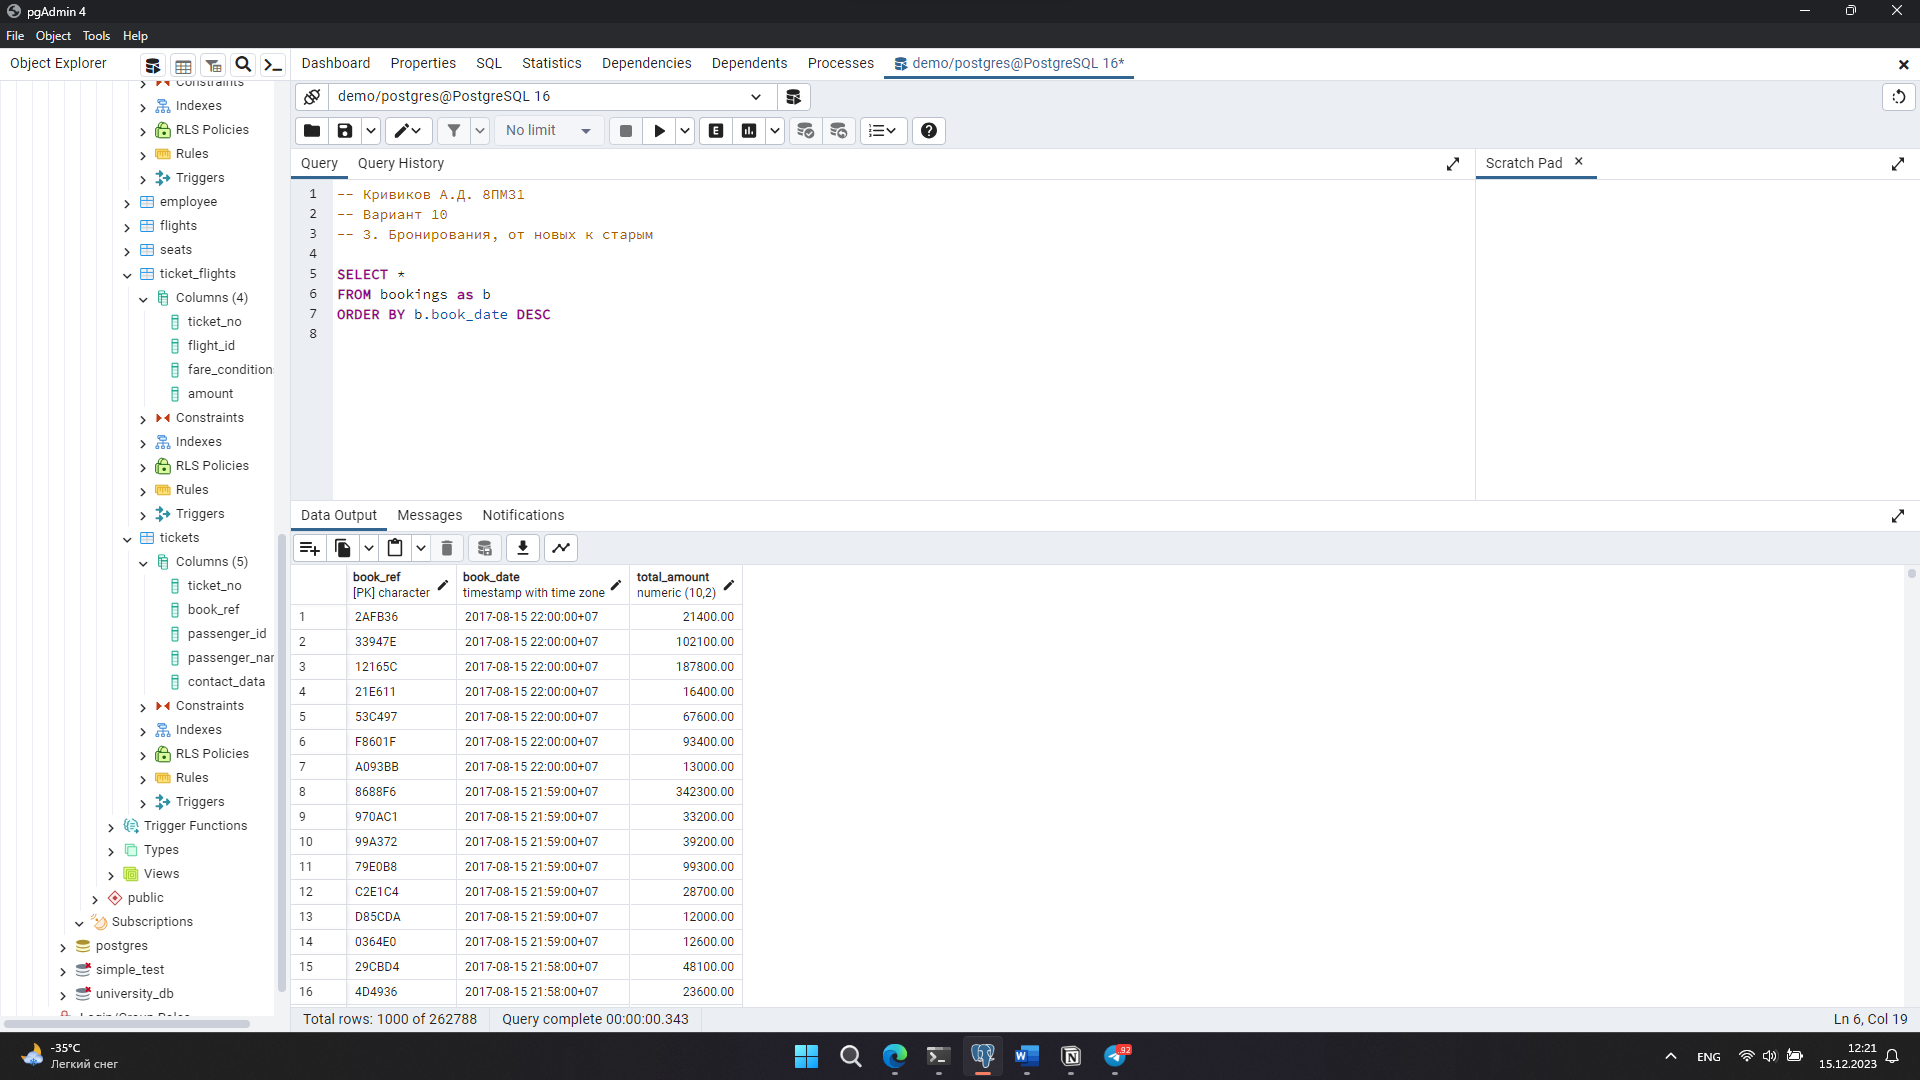 pgAdmin 4
File Object Tools Help
Object Explorer
Dashboard Properties SQL Statistics Dependencies Dependents Processes demo/postgres@PostgreSQL 16*
Constraints
Indexes
RLS Policies
Rules
Triggers
employee
flights
seats
ticket_flights
Columns (4)
ticket_no
flight_id
fare_condition
amount
Constraints
Indexes
RLS Policies
Rules
Triggers
tickets
Columns (5)
ticket_no
book_ref
passenger_id
passenger_nar
contact_data
Constraints
Indexes
RLS Policies
Rules
Triggers
Trigger Functions
Types
Views
public
Subscriptions
postgres
simple_test
university_db
demo/postgres@PostgreSQL 16
No limit
E
Query Query History
Scratch Pad
1 -- Кривиков А.Д. 8ПМ31
2 -- Вариант 10
3 -- 3. Бронирования, от новых к старым
4
5 SELECT *
6 FROM bookings as b
7 ORDER BY b.book_date DESC
8
Data Output Messages Notifications
book_ref book_date total_amount
[PK] character timestamp with time zone numeric (10,2)
1 2AFB36 2017-08-15 22:00:00+07 21400.00
2 33947E 2017-08-15 22:00:00+07 102100.00
3 12165C 2017-08-15 22:00:00+07 187800.00
4 21E611 2017-08-15 22:00:00+07 16400.00
5 53C497 2017-08-15 22:00:00+07 67600.00
6 F8601F 2017-08-15 22:00:00+07 93400.00
7 A093BB 2017-08-15 22:00:00+07 13000.00
8 8688F6 2017-08-15 21:59:00+07 342300.00
9 970AC1 2017-08-15 21:59:00+07 33200.00
10 99A372 2017-08-15 21:59:00+07 39200.00
11 79E0B8 2017-08-15 21:59:00+07 99300.00
12 C2E1C4 2017-08-15 21:59:00+07 28700.00
13 D85CDA 2017-08-15 21:59:00+07 12000.00
14 0364E0 2017-08-15 21:59:00+07 12600.00
15 29CBD4 2017-08-15 21:58:00+07 48100.00
16 4D4936 2017-08-15 21:58:00+07 23600.00
Total rows: 1000 of 262788 Query complete 00:00:00.343 Ln 6, Col 19
-35°C
Легкий снег
92
ENG
12:21
15.12.2023